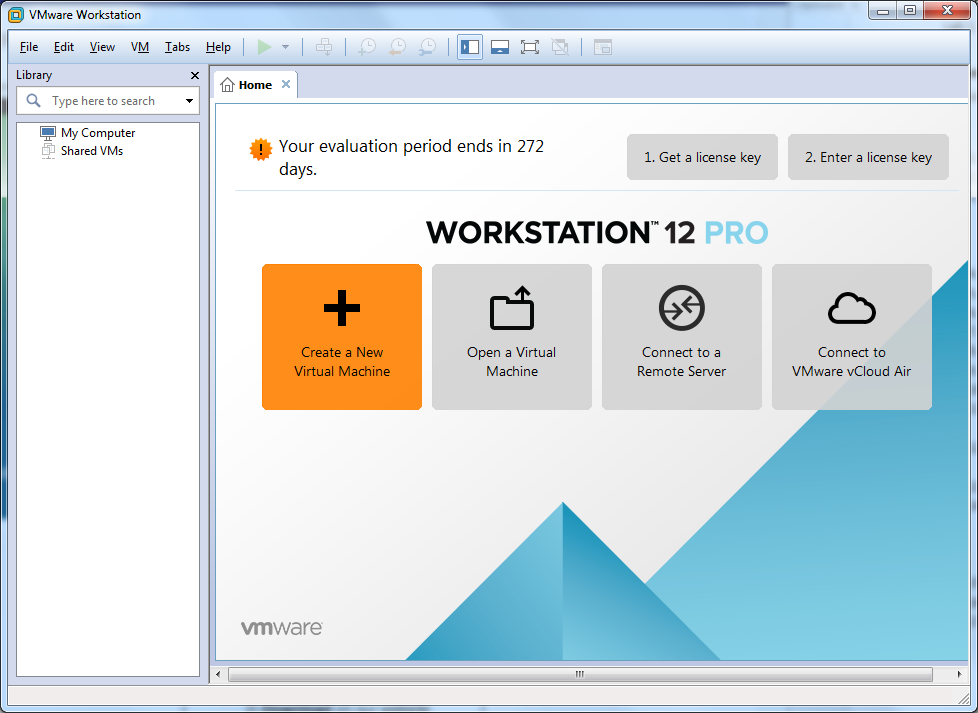 VMware Workstation
File Edit View VM Tabs Help
Library
Type here to search
My Computer
Shared VMs
Home
Your evaluation period ends in 272
days.
1. Get a license key
2. Enter a license key
WORKSTATION™ 12 PRO
Create a New
Virtual Machine
Open a Virtual
Machine
Connect to a
Remote Server
Connect to
VMware vCloud Air
vmware